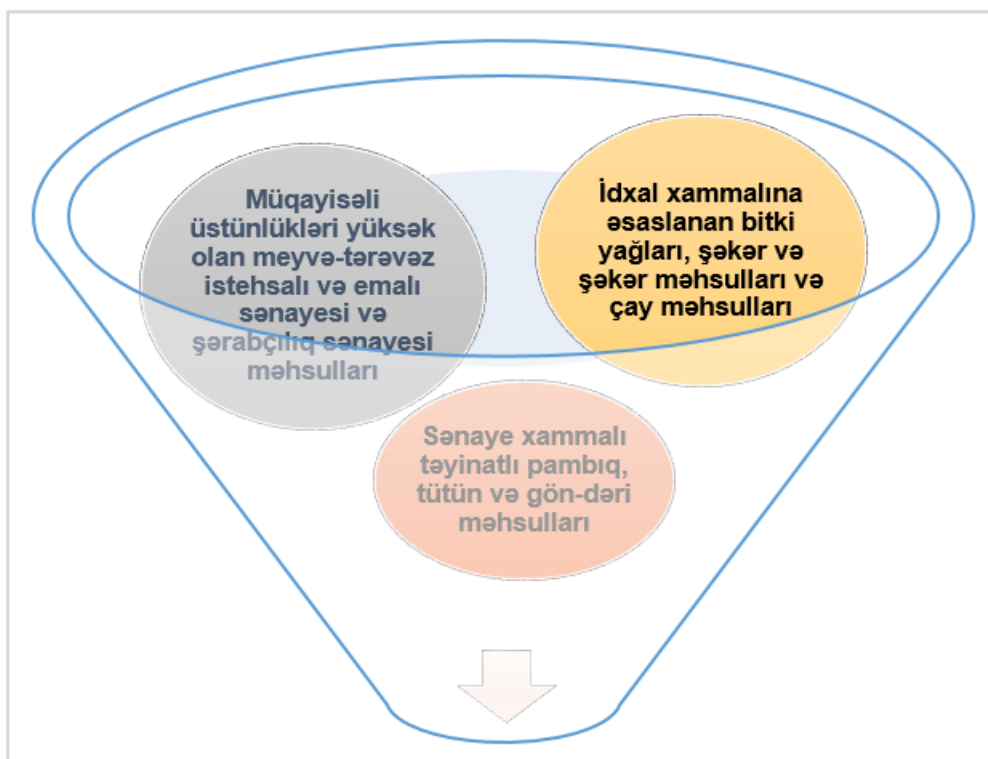 Müqayisəli
üstünlükləri yüksək
olan meyvə-tərəvəz
istehsalı və emalı
sənayesi və
şərabçılıq sənayesi
məhsulları
İdxal xammalına
əsaslanan bitki
yağları, şəkər və
şəkər məhsulları və
çay məhsulları
Sənaye xammalı
təyinatlı pambıq,
tütün və gön-dəri
məhsulları